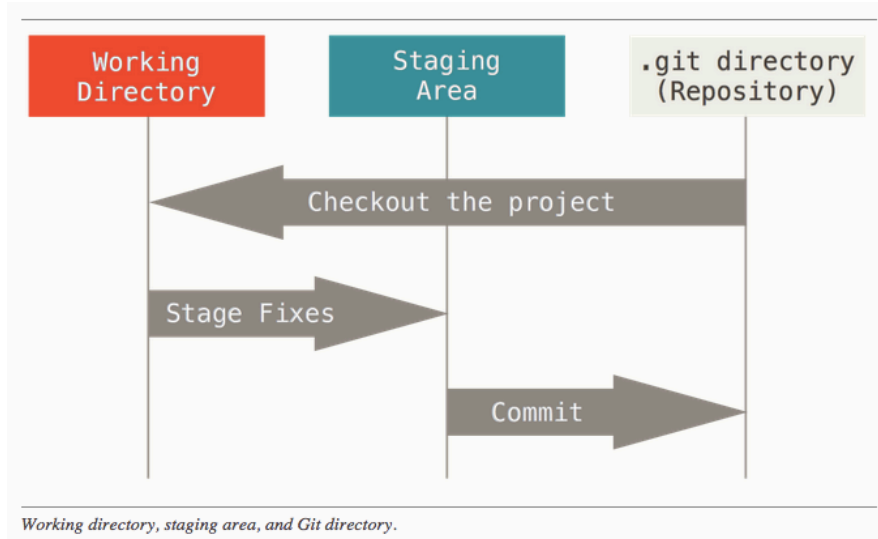 Working
Directory
Staging
Area
.git directory
(Repository)
Checkout the project
Stage Fixes
Commit
Working directory, staging area, and Git directory.